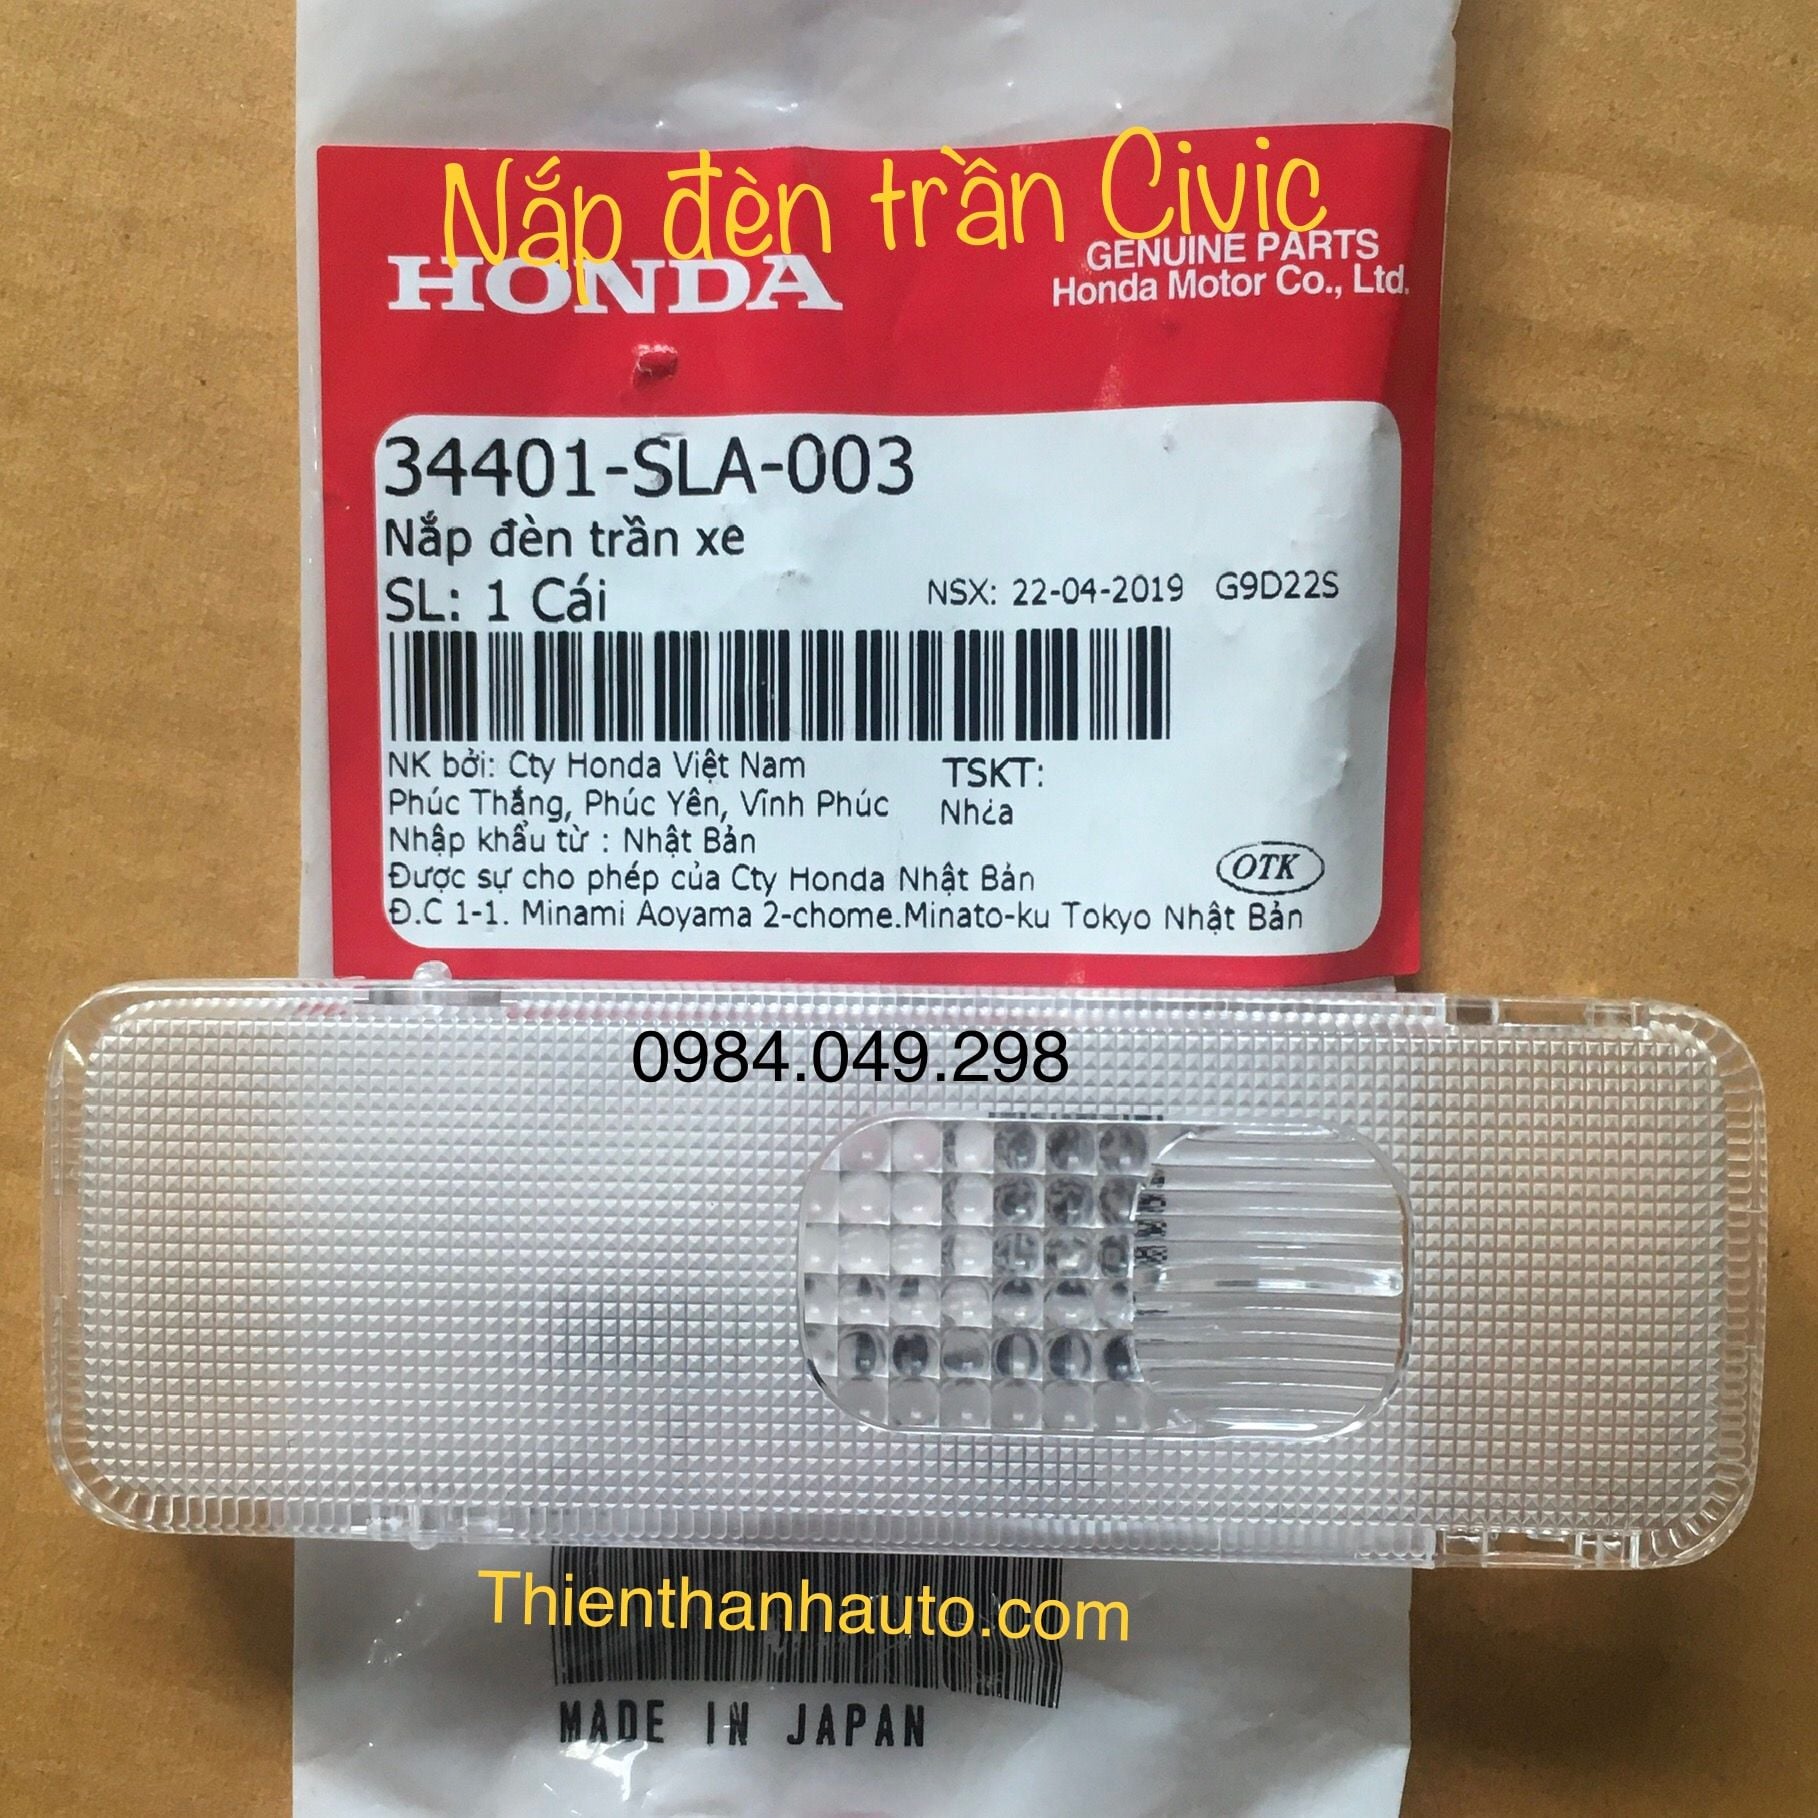 Nắp đèn trần Civic
HONDA
GENUINE PARTS
Honda Motor Co., Ltd.
34401-SLA-003
Nắp đèn trần xe
SL: 1 Cái
NSX: 22-04-2019 G9D22S
NK bởi: Cty Honda Việt Nam
Phúc Thắng, Phúc Yên, Vĩnh Phúc
TSKT:
Nh¿a
Nhập khẩu từ : Nhật Bản
Được sự cho phép của Cty Honda Nhật Bản
OTK
Đ.C 1-1. Minami Aoyama 2-chome.Minato-ku Tokyo Nhật Bản
0984.049.298
Thienthanhauto.com
MADE IN JAPAN